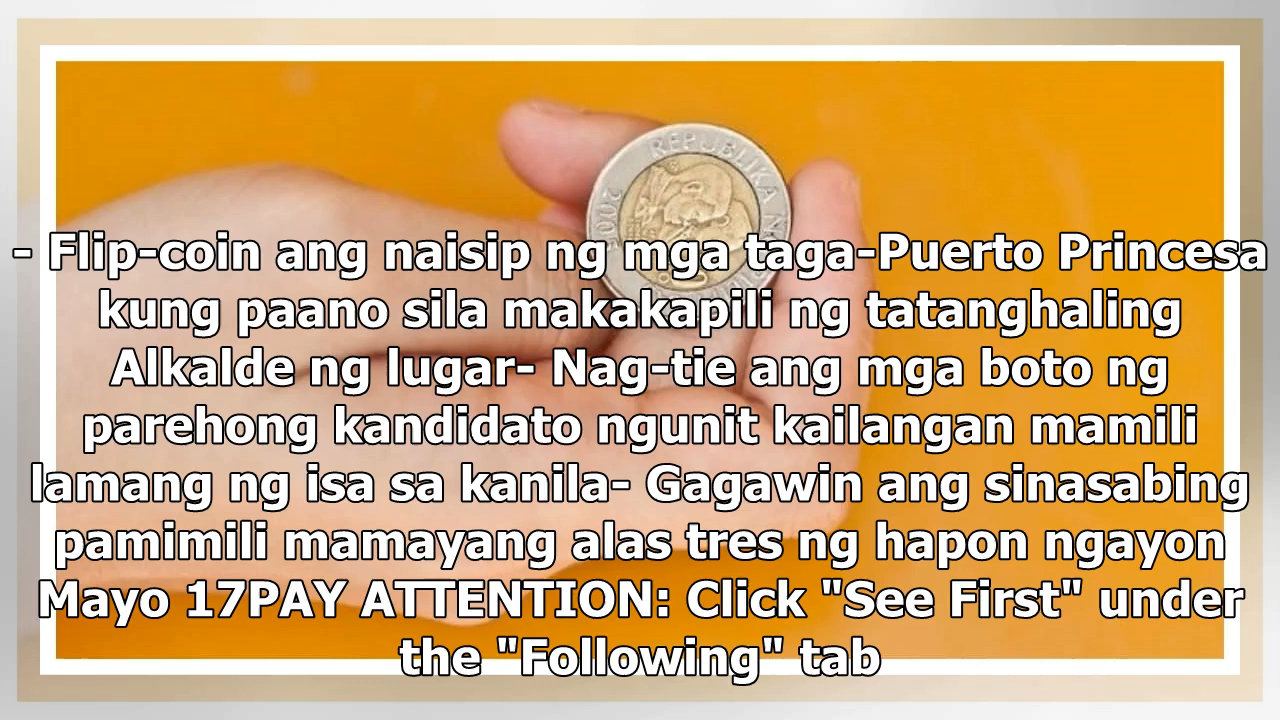 REPUBLIKA
- Flip-coin ang naisip ng mga taga-Puerto Princesa
kung paano sila makakapili ng tatanghaling
Alkalde ng lugar- Nag-tie ang mga boto ng
parehong kandidato ngunit kailangan mamili
lamang ng isa sa kanila- Gagawin ang sinasabing
pamimili mamayang alas tres ng hapon ngayon
Mayo 17PAY ATTENTION: Click "See First" under
the "Following" tab